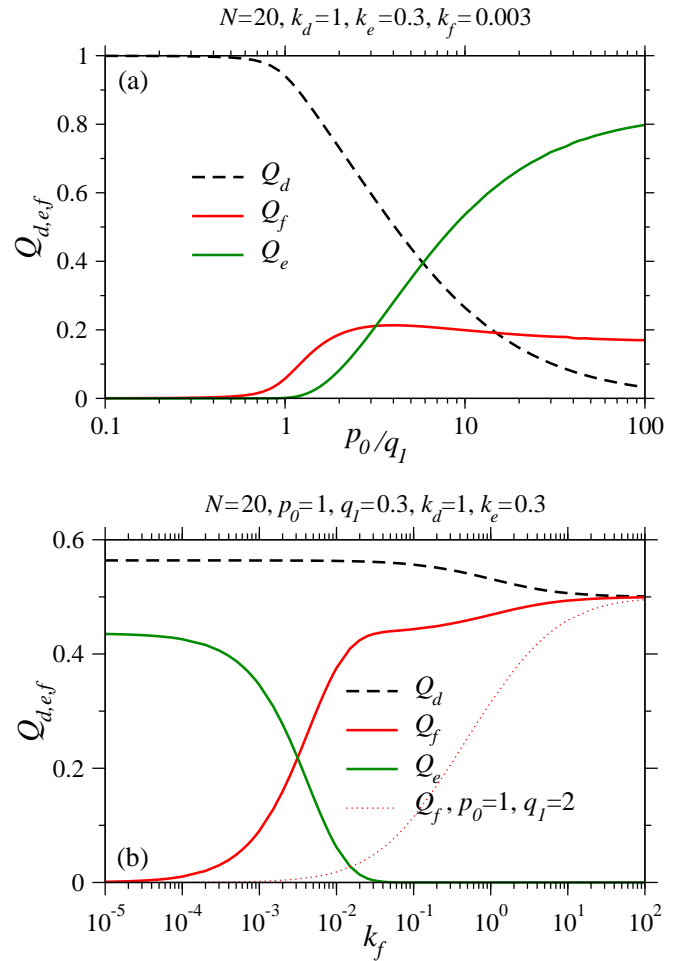 N=20, k_d=1, k_e=0.3, k_f=0.003
(a)
1
0.8
0.6
0.4
0.2
0
Q_{d,e,f}
Q_d
Q_f
Q_e
0.1 1 10 100
p_0/q_1
N=20, p_0=1, q_1=0.3, k_d=1, k_e=0.3
0.6
0.4
0.2
0
Q_{d,e,f}
Q_d
Q_f
Q_e
Q_f, p_0=1, q_1=2
(b)
10^{-5} 10^{-4} 10^{-3} 10^{-2} 10^{-1} 10^0 10^1 10^2
k_f